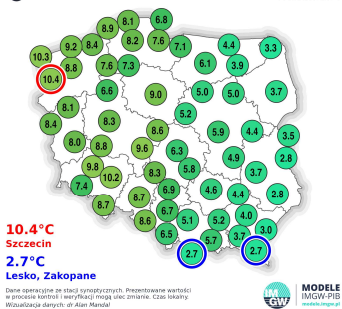 8.9 8.1 6.8
9.2 8.4 8.2 7.6 7.1 4.4 3.3
10.3 8.8 7.6 7.3 6.1 3.9
10.4 6.6 9.0 5.0 5.0 3.7
8.1 5.2
8.4 8.3 8.6 5.9 4.4 3.5
8.0 8.8 9.6 6.3 4.9 2.8
9.8 10.2 8.3 5.8 3.7
7.4 6.9 4.6 4.4 2.8
8.7 8.7 6.7
8.6 5.1 5.2 4.0
6.5 5.7 3.7 3.0
2.7 2.7
10.4°C
Szczecin
2.7°C
Lesko, Zakopane
Dane operacyjne ze stacji synoptycznych. Prezentowane wartości
w procesie kontroli i weryfikacji mogą ulec zmianie. Czas lokalny.
Wizualizacja danych: dr Alan Mandal
IM
GW
MODELE
IMGW-PIB
modele.imgw.pl